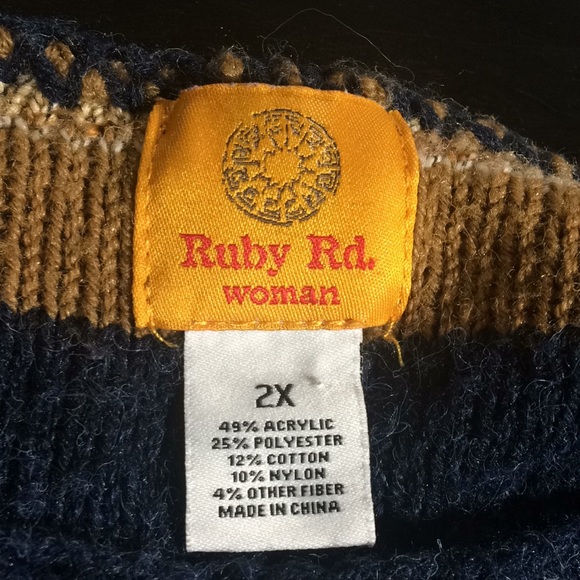 Ruby Rd.
woman
2X
49% ACRYLIC
25% POLYESTER
12% COTTON
10% NYLON
4% OTHER FIBER
MADE IN CHINA